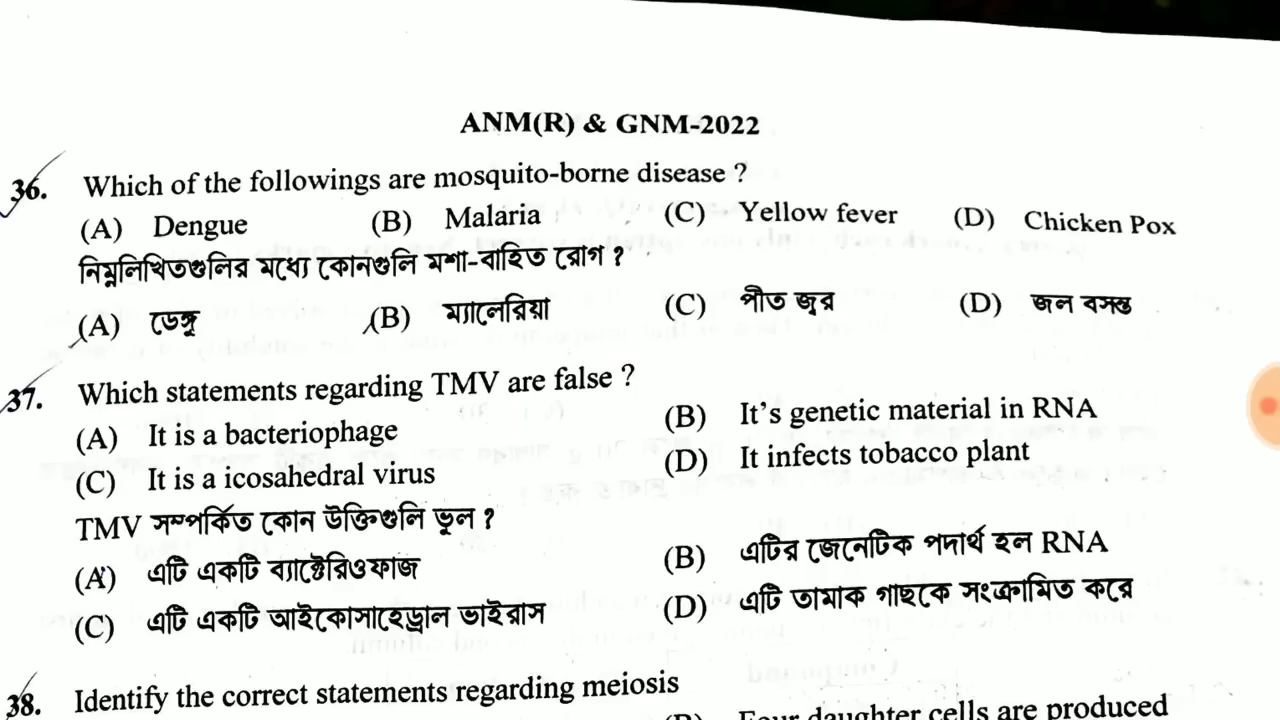 ANM(R) & GNM-2022
36. Which of the followings are mosquito-borne disease ?
(A) Dengue (B) Malaria (C) Yellow fever (D) Chicken Pox
নিম্নলিখিতগুলির মধ্যে কোনগুলি মশা-বাহিত রোগ ?
(A) ডেঙ্গু (B) ম্যালেরিয়া (C) পীত জ্বর (D) জল বসন্ত
37. Which statements regarding TMV are false ?
(A) It is a bacteriophage (B) It's genetic material in RNA
(C) It is a icosahedral virus (D) It infects tobacco plant
TMV সম্পর্কিত কোন উক্তিগুলি ভুল ?
(A) এটি একটি ব্যাক্টেরিওফাজ (B) এটির জেনেটিক পদার্থ হল RNA
(C) এটি একটি আইকোসাহেড্রাল ভাইরাস (D) এটি তামাক গাছকে সংক্রামিত করে
38. Identify the correct statements regarding meiosis
(B) Four daughter cells are produced